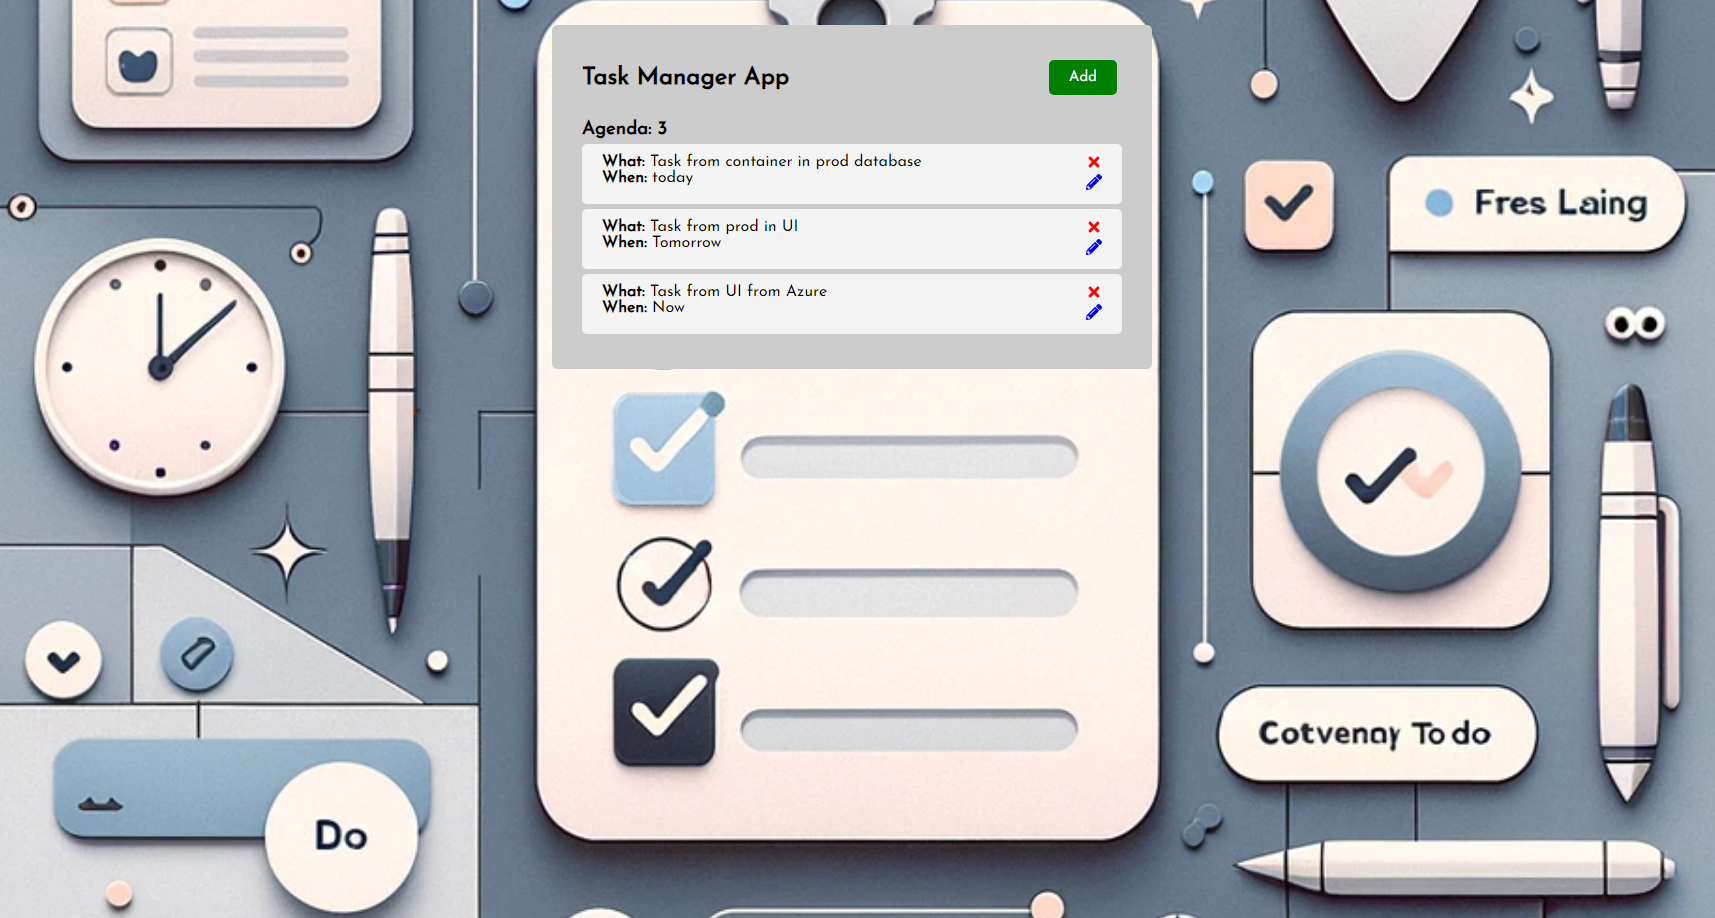 Task Manager App
Add
Agenda: 3
What: Task from container in prod database
When: today
What: Task from prod in UI
When: Tomorrow
What: Task from UI from Azure
When: Now
Fres Laing
Cotvenay To do
Do